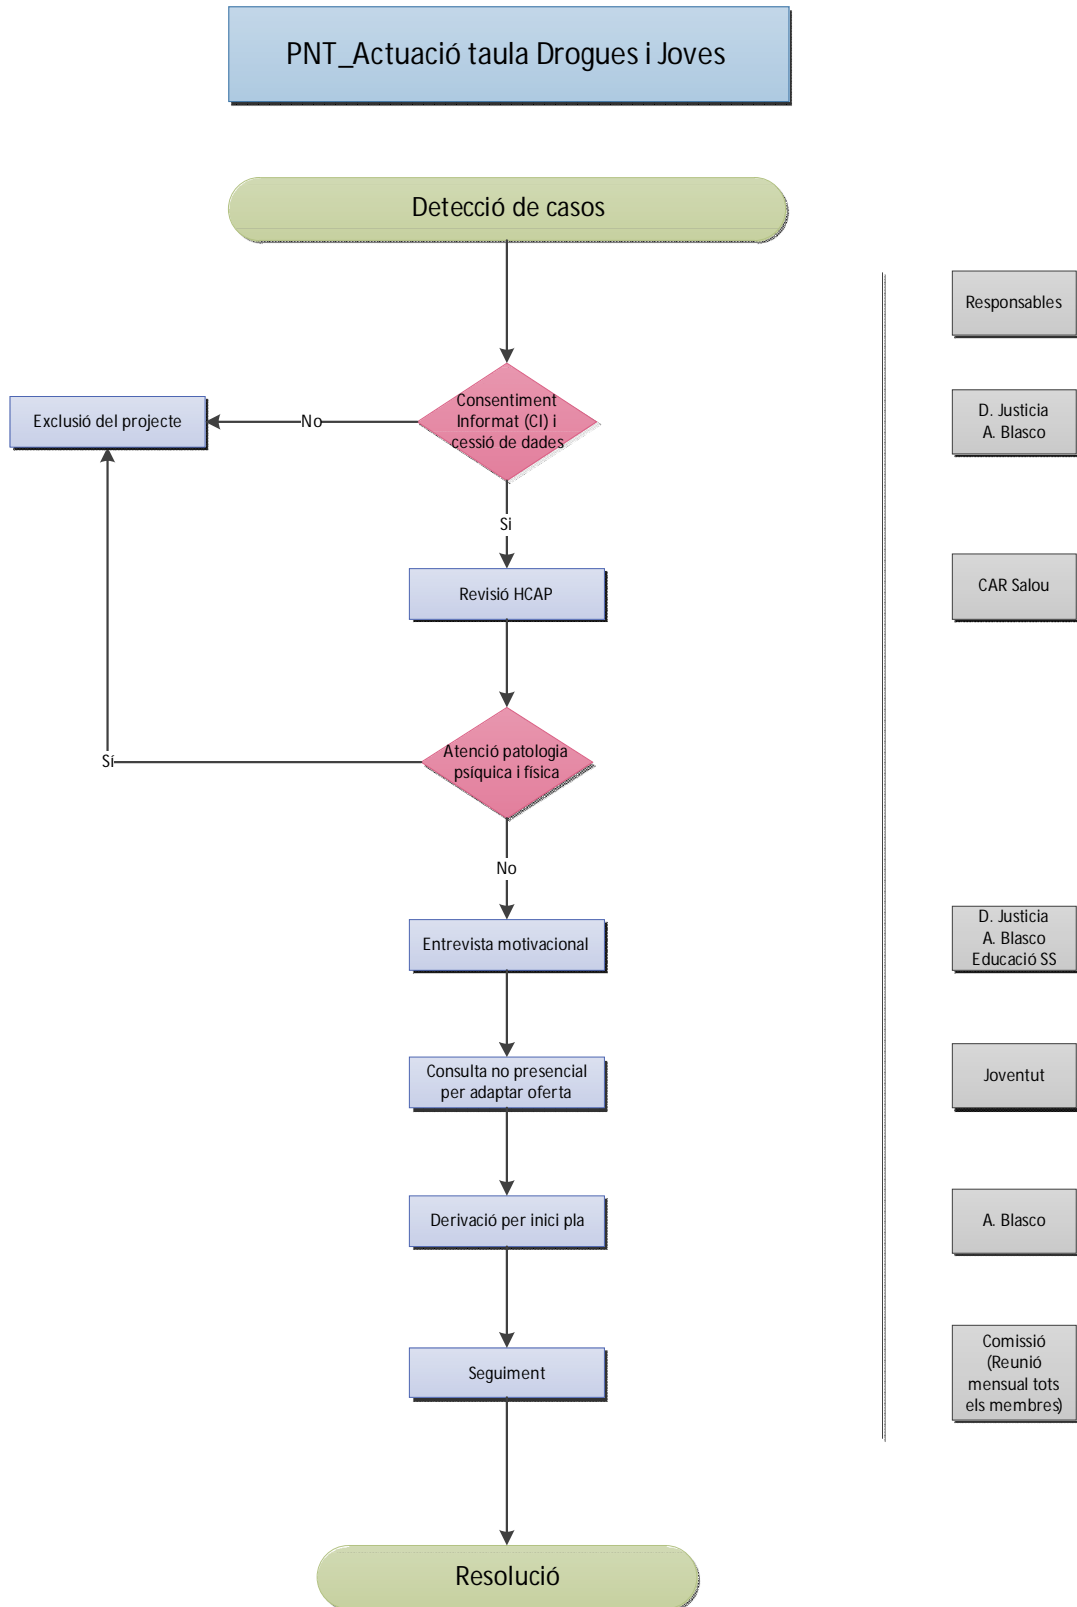 PNT_Actuació taula Drogues i Joves
Detecció de casos
Responsables
Consentiment
Informat (CI) i
cessió de dades
No
Exclusió del projecte
D. Justicia
A. Blasco
Si
Revisió HCAP
CAR Salou
Atenció patologia
psíquica i física
Sí
No
Entrevista motivacional
D. Justicia
A. Blasco
Educació SS
Consulta no presencial
per adaptar oferta
Joventut
Derivació per inici pla
A. Blasco
Seguiment
Comissió
(Reunió
mensual tots
els membres)
Resolució